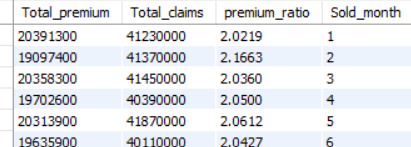 Total_premium Total_claims premium_ratio Sold_month
20391300 41230000 2.0219 1
19097400 41370000 2.1663 2
20358300 41450000 2.0360 3
19702600 40390000 2.0500 4
20313900 41870000 2.0612 5
19635900 40110000 2.0427 6